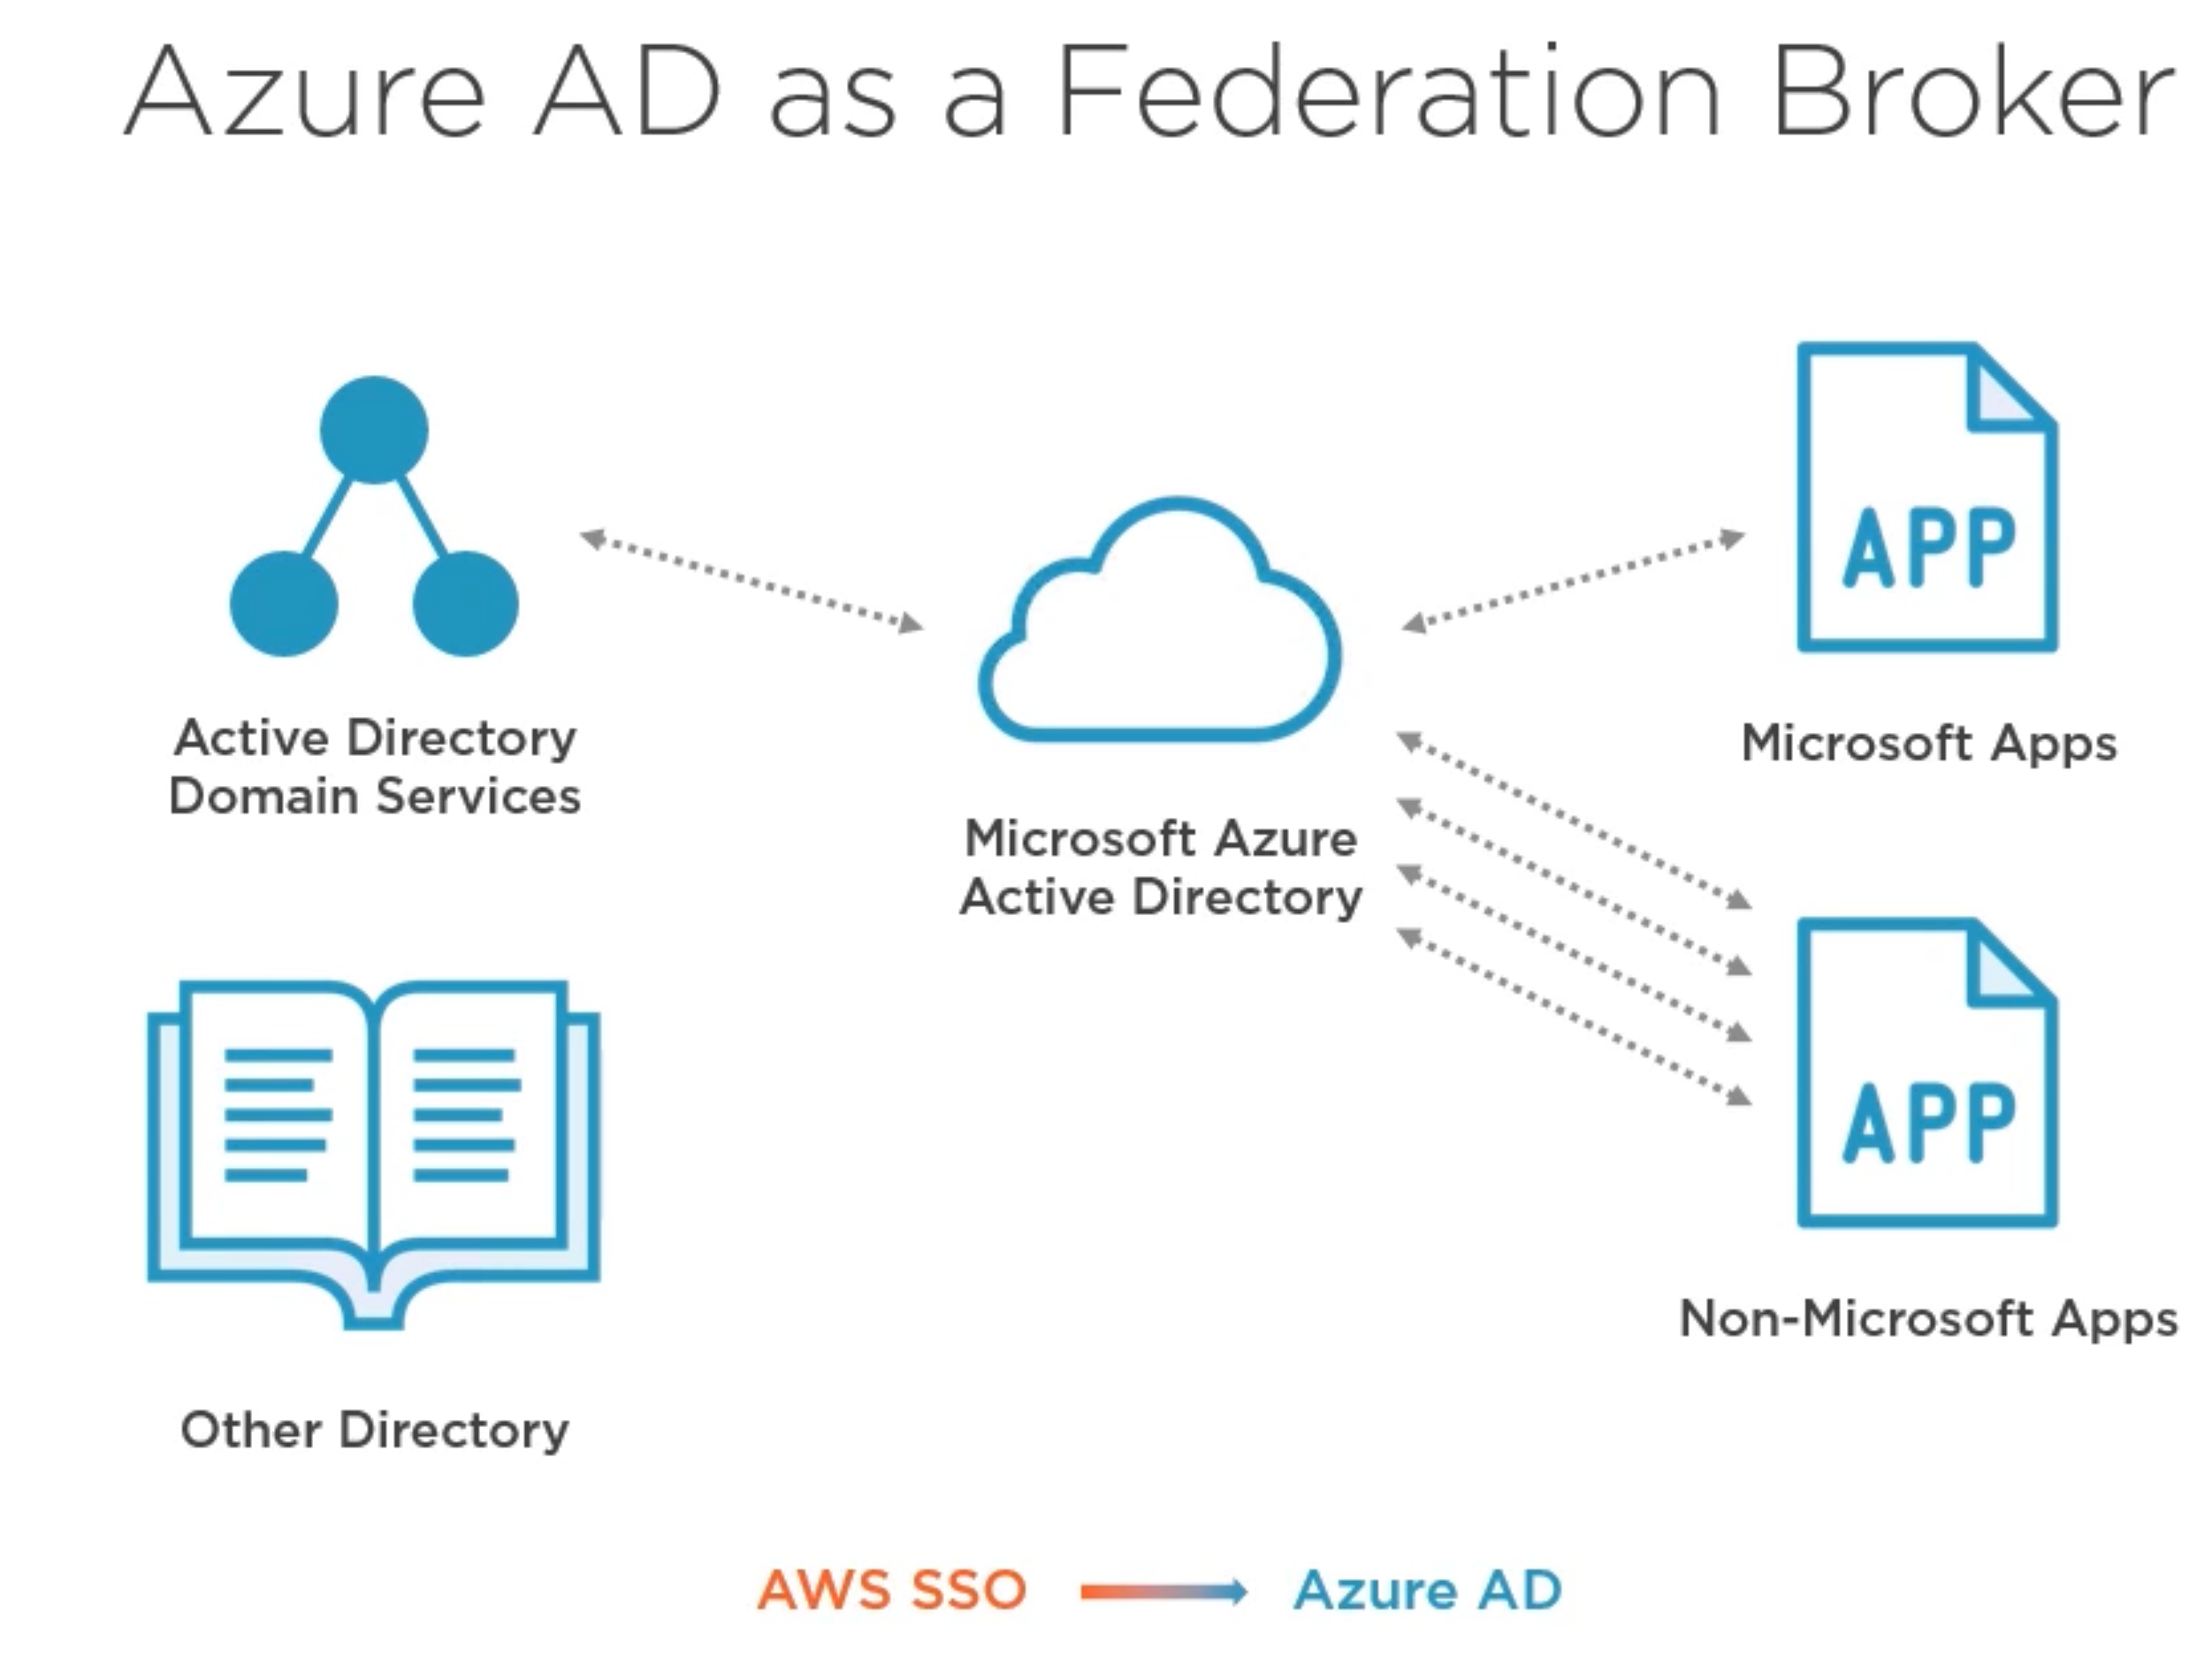 Azure AD as a Federation Broker
Active Directory
Domain Services
Microsoft Azure
Active Directory
APP
Microsoft Apps
APP
Non-Microsoft Apps
Other Directory
AWS SSO
Azure AD